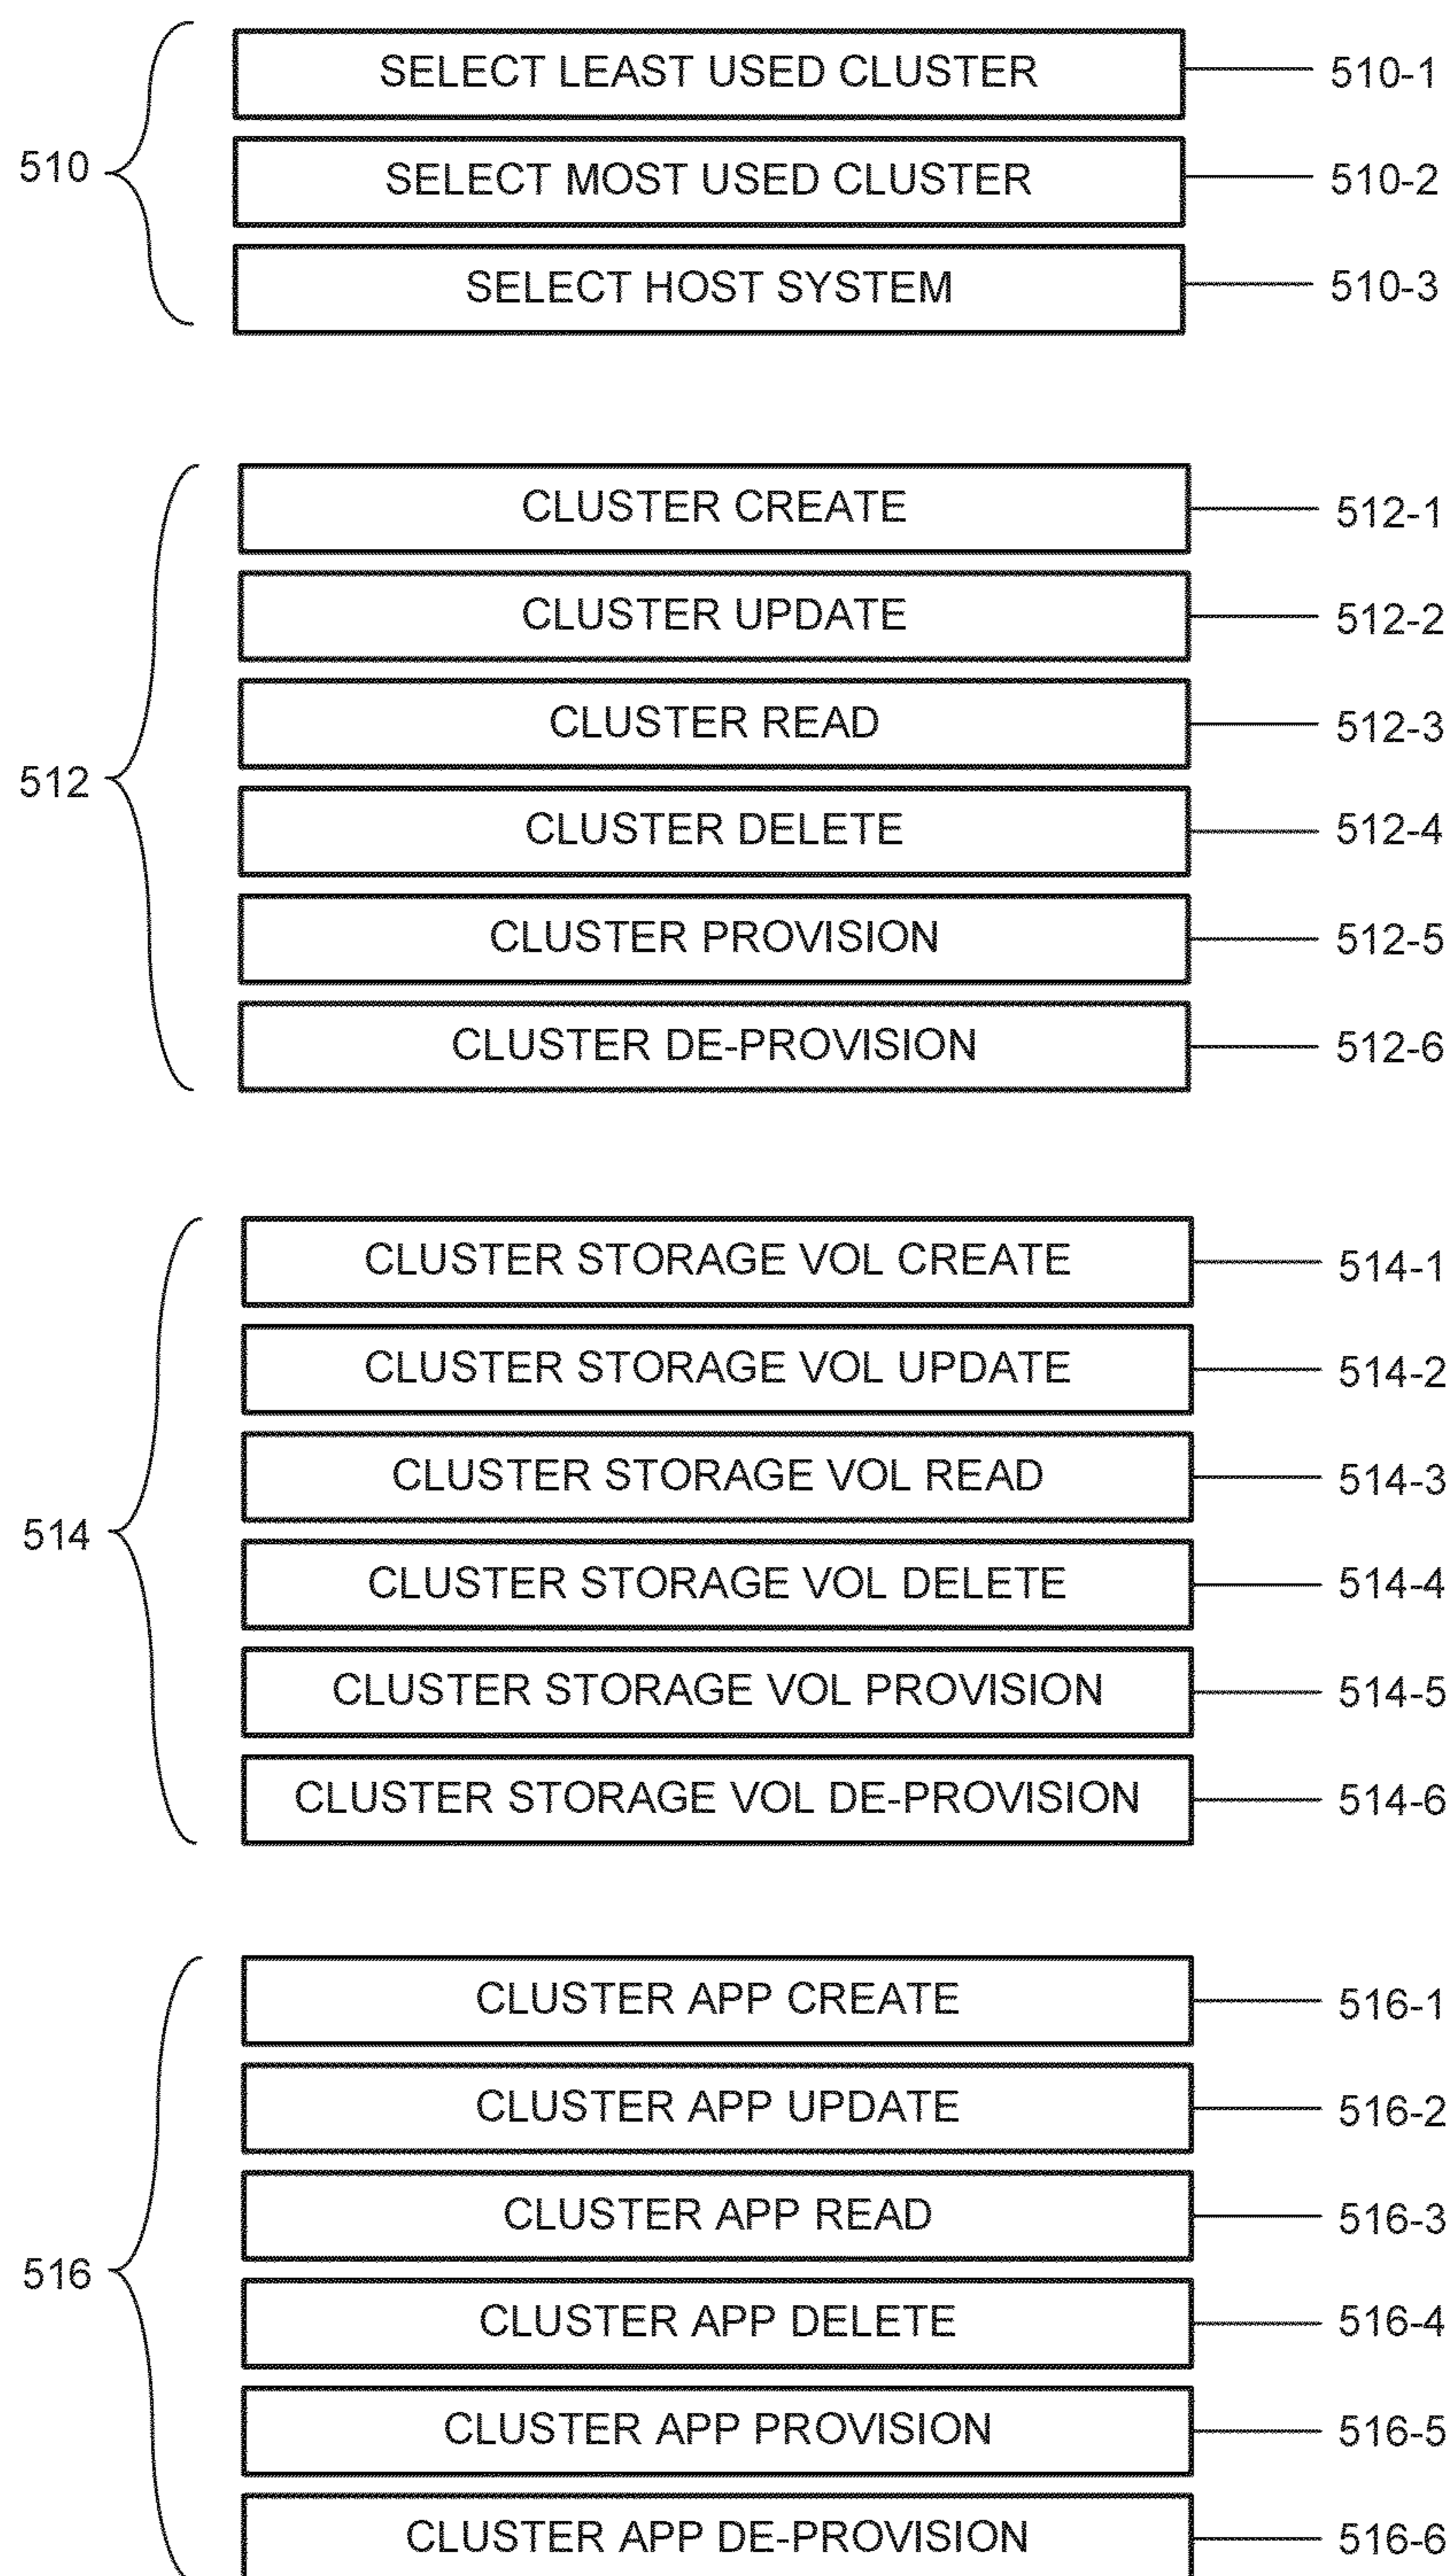 SELECT LEAST USED CLUSTER 510-1
510
SELECT MOST USED CLUSTER 510-2
SELECT HOST SYSTEM 510-3
CLUSTER CREATE 512-1
CLUSTER UPDATE 512-2
CLUSTER READ 512-3
512
CLUSTER DELETE 512-4
CLUSTER PROVISION 512-5
CLUSTER DE-PROVISION 512-6
CLUSTER STORAGE VOL CREATE 514-1
CLUSTER STORAGE VOL UPDATE 514-2
CLUSTER STORAGE VOL READ 514-3
514
CLUSTER STORAGE VOL DELETE 514-4
CLUSTER STORAGE VOL PROVISION 514-5
CLUSTER STORAGE VOL DE-PROVISION 514-6
CLUSTER APP CREATE 516-1
CLUSTER APP UPDATE 516-2
CLUSTER APP READ 516-3
516
CLUSTER APP DELETE 516-4
CLUSTER APP PROVISION 516-5
CLUSTER APP DE-PROVISION 516-6